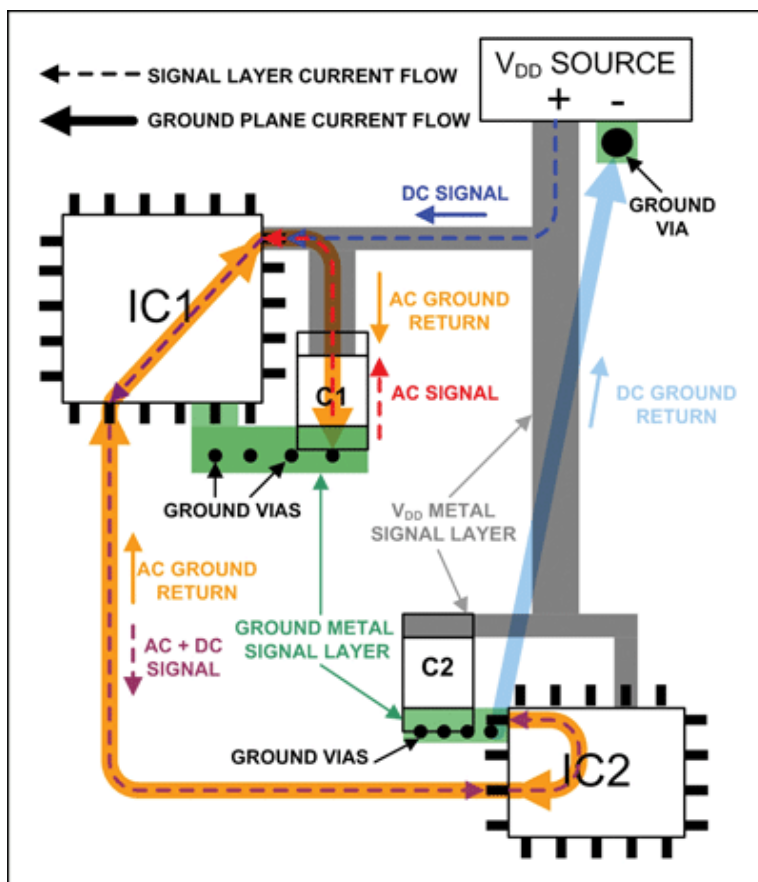 SIGNAL LAYER CURRENT FLOW
GROUND PLANE CURRENT FLOW
V_DD SOURCE
+ -
DC SIGNAL
GROUND
VIA
IC1
AC GROUND
RETURN
C1
AC SIGNAL
DC GROUND
RETURN
GROUND VIAS
V_DD METAL
SIGNAL LAYER
AC GROUND
RETURN
AC + DC
SIGNAL
GROUND METAL
SIGNAL LAYER
C2
GROUND VIAS
IC2